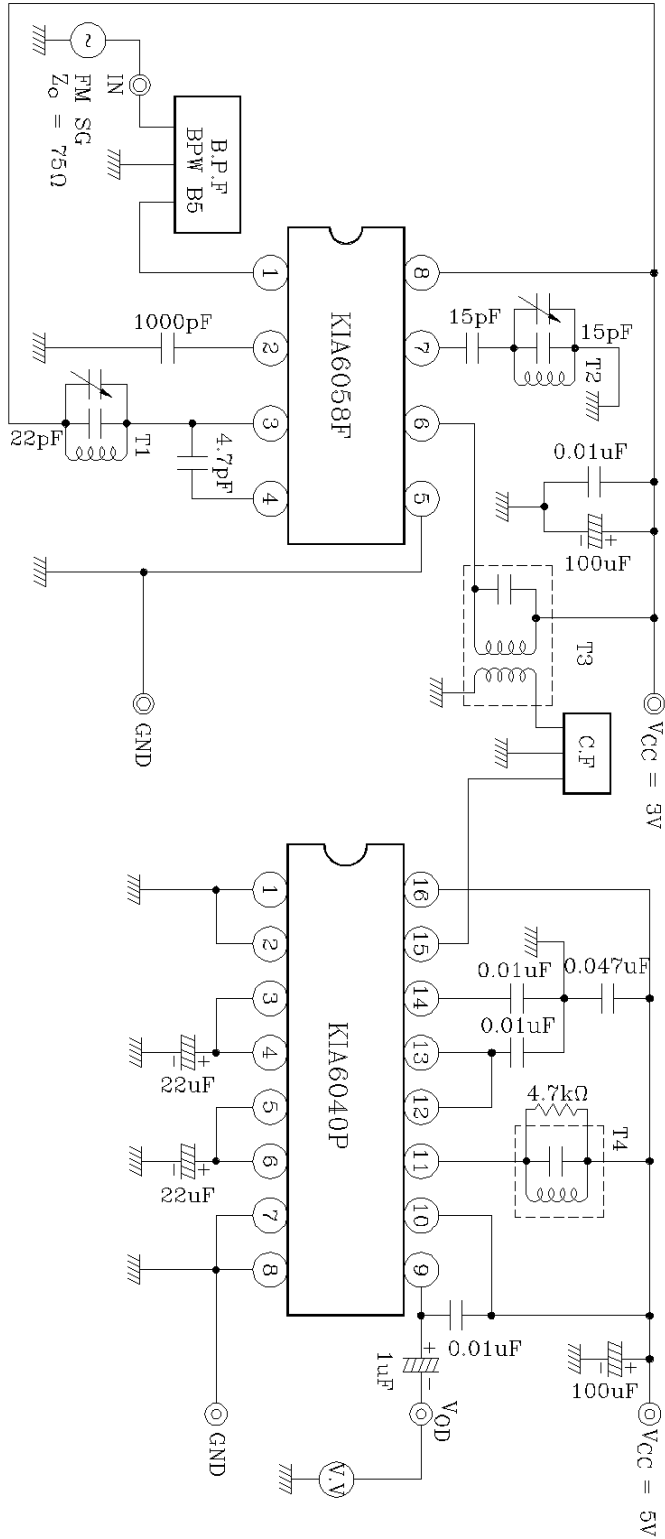 FM SG
Zo = 75Ω
IN
B.P.F
BPW B5
1000pF
22pF
T1
4.7pF
KIA6058F
1
2
3
4
8
7
6
5
15pF
15pF
T2
0.01uF
100uF
- +
T3
C.F
GND
VCC = 3V
KIA6040P
1
2
3
4
5
6
7
8
16
15
14
13
12
11
10
9
- +
22uF
- +
22uF
0.01uF
0.047uF
0.01uF
4.7kΩ
T4
0.01uF
+ -
1uF
- +
100uF
VOD
V.V
GND
VCC = 5V
~